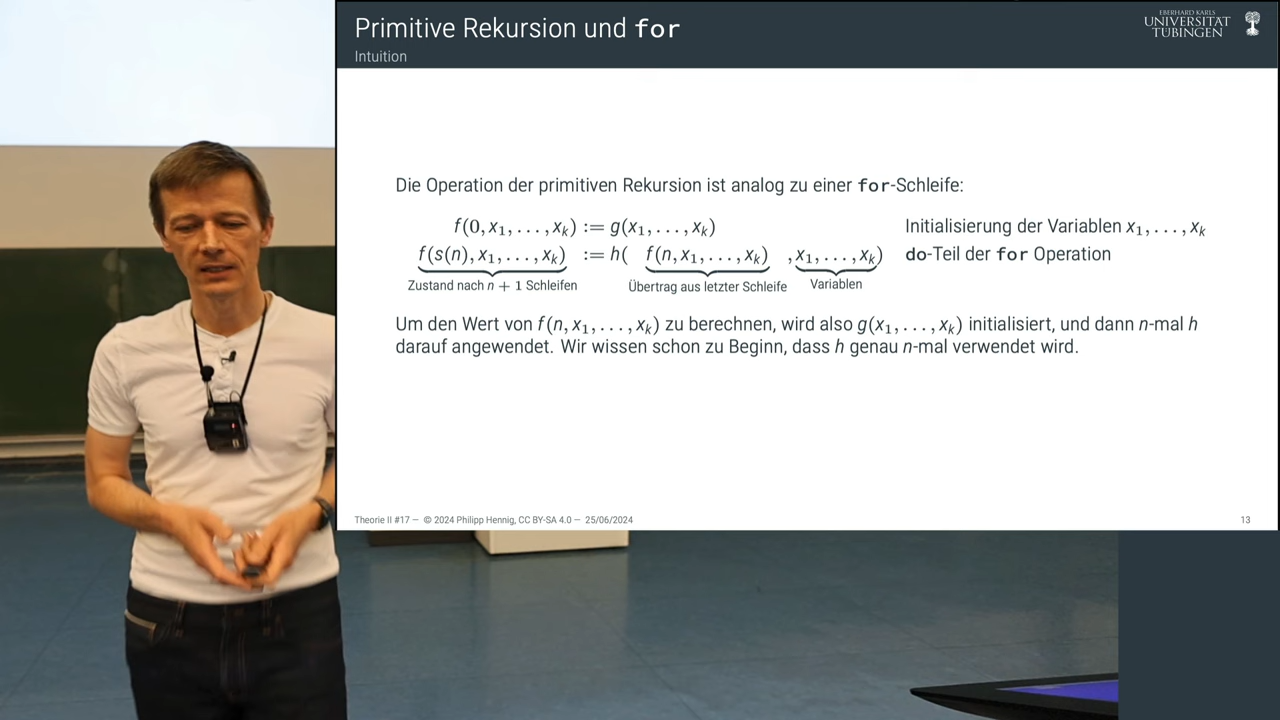 Primitive Rekursion und for
Intuition
EBERHARD KARLS
UNIVERSITÄT
TÜBINGEN
Die Operation der primitiven Rekursion ist analog zu einer for-Schleife:
f(0, x₁, . . . , xₖ) := g(x₁, . . . , xₖ) Initialisierung der Variablen x₁, . . . , xₖ
f(s(n), x₁, . . . , xₖ) := h( f(n, x₁, . . . , xₖ) , x₁, . . . , xₖ) do-Teil der for Operation
Zustand nach n + 1 Schleifen Übertrag aus letzter Schleife Variablen
Um den Wert von f(n, x₁, . . . , xₖ) zu berechnen, wird also g(x₁, . . . , xₖ) initialisiert, und dann n-mal h
darauf angewendet. Wir wissen schon zu Beginn, dass h genau n-mal verwendet wird.
Theorie II #17 — © 2024 Philipp Hennig, CC BY-SA 4.0 — 25/06/2024 13